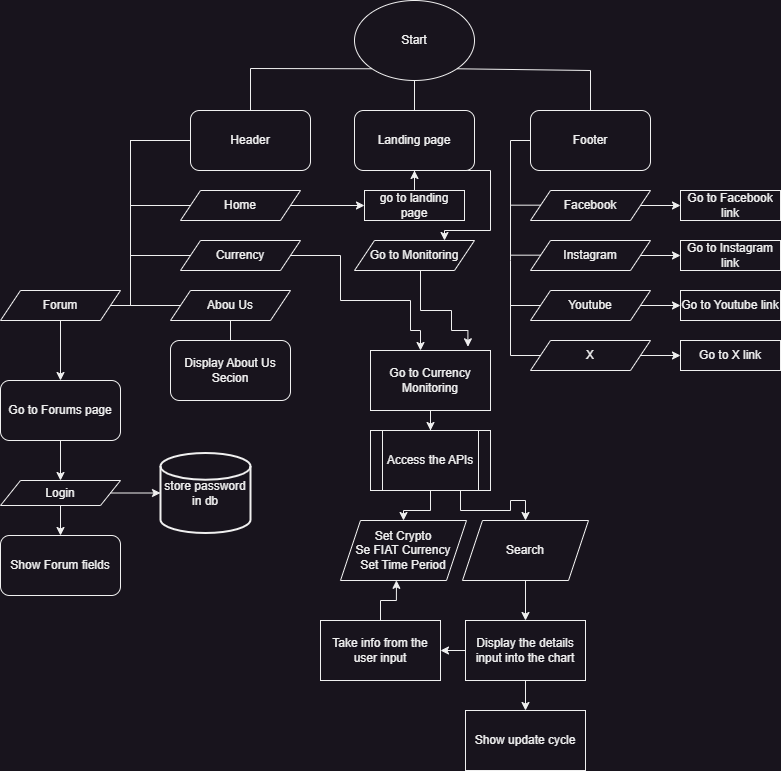 Start
Header
Landing page
Footer
Home
go to landing
page
Facebook
Go to Facebook
link
Currency
Go to Monitoring
Instagram
Go to Instagram
link
Forum
Abou Us
Youtube
Go to Youtube link
Display About Us
Secion
Go to Currency
Monitoring
X
Go to X link
Go to Forums page
Access the APIs
Login
store password
in db
Set Crypto
Se FIAT Currency
Set Time Period
Search
Show Forum fields
Take info from the
user input
Display the details
input into the chart
Show update cycle